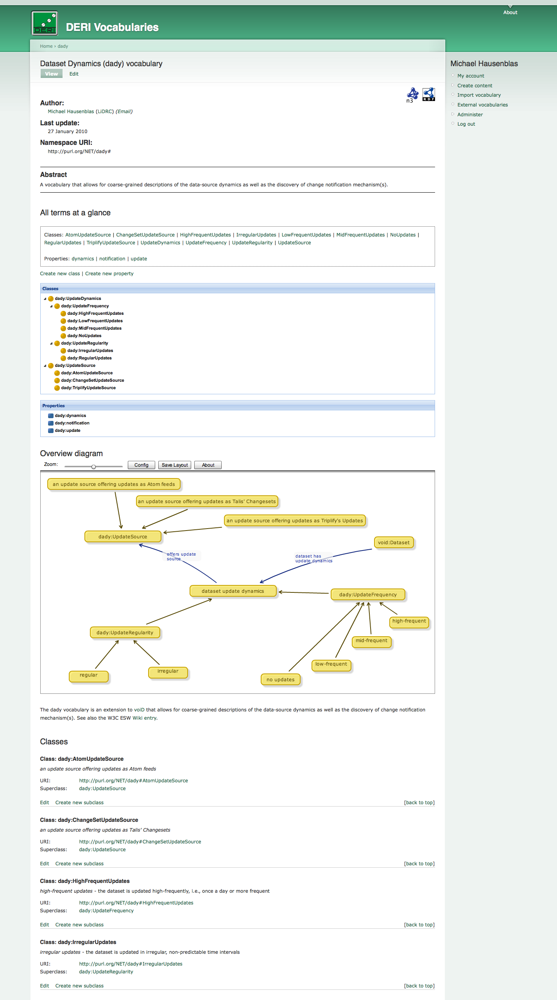 About
DERI
DERI Vocabularies
Home › dady
Dataset Dynamics (dady) vocabulary
View Edit
Michael Hausenblas
My account
Create content
Import vocabulary
External vocabularies
Administer
Log out
n3 RDF
Author:
Michael Hausenblas (LiDRC) (Email)
Last update:
27 January 2010
Namespace URI:
http://purl.org/NET/dady#
Abstract
A vocabulary that allows for coarse-grained descriptions of the data-source dynamics as well as the discovery of change notification mechanism(s).
All terms at a glance
Classes: AtomUpdateSource | ChangeSetUpdateSource | HighFrequentUpdates | IrregularUpdates | LowFrequentUpdates | MidFrequentUpdates | NoUpdates |
RegularUpdates | TriplifyUpdateSource | UpdateDynamics | UpdateFrequency | UpdateRegularity | UpdateSource
Properties: dynamics | notification | update
Create new class | Create new property
Classes
dady:UpdateDynamics
dady:UpdateFrequency
dady:HighFrequentUpdates
dady:LowFrequentUpdates
dady:MidFrequentUpdates
dady:NoUpdates
dady:UpdateRegularity
dady:IrregularUpdates
dady:RegularUpdates
dady:UpdateSource
dady:AtomUpdateSource
dady:ChangeSetUpdateSource
dady:TriplifyUpdateSource
Properties
dady:dynamics
dady:notification
dady:update
Overview diagram
Zoom: Config Save Layout About
an update source offering updates as Atom feeds
an update source offering updates as Talis' Changesets
an update source offering updates as Triplify's Updates
dady:UpdateSource
void:Dataset
offers update
source
dataset has
update dynamics
dataset update dynamics
dady:UpdateFrequency
high-frequent
dady:UpdateRegularity
mid-frequent
low-frequent
irregular
regular
no updates
The dady vocabulary is an extension to voiD that allows for coarse-grained descriptions of the data-source dynamics as well as the discovery of change notification
mechanism(s). See also the W3C ESW Wiki entry.
Classes
Class: dady:AtomUpdateSource
an update source offering updates as Atom feeds
URI: http://purl.org/NET/dady#AtomUpdateSource
Superclass: dady:UpdateSource
Edit Create new subclass [back to top]
Class: dady:ChangeSetUpdateSource
an update source offering updates as Talis' Changesets
URI: http://purl.org/NET/dady#ChangeSetUpdateSource
Superclass: dady:UpdateSource
Edit Create new subclass [back to top]
Class: dady:HighFrequentUpdates
high-frequent updates - the dataset is updated high-frequently, i.e., once a day or more frequent
URI: http://purl.org/NET/dady#HighFrequentUpdates
Superclass: dady:UpdateFrequency
Edit Create new subclass [back to top]
Class: dady:IrregularUpdates
irregular updates - the dataset is updated in irregular, non-predictable time intervals
URI: http://purl.org/NET/dady#IrregularUpdates
Superclass: dady:UpdateRegularity
Edit Create new subclass [back to top]